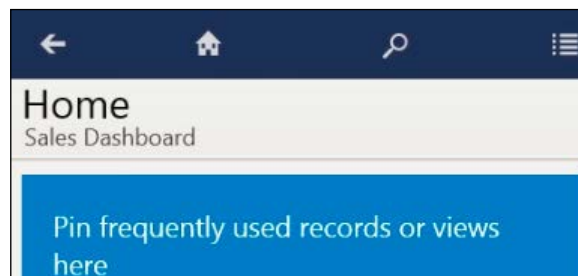 Home
Sales Dashboard
Pin frequently used records or views
here